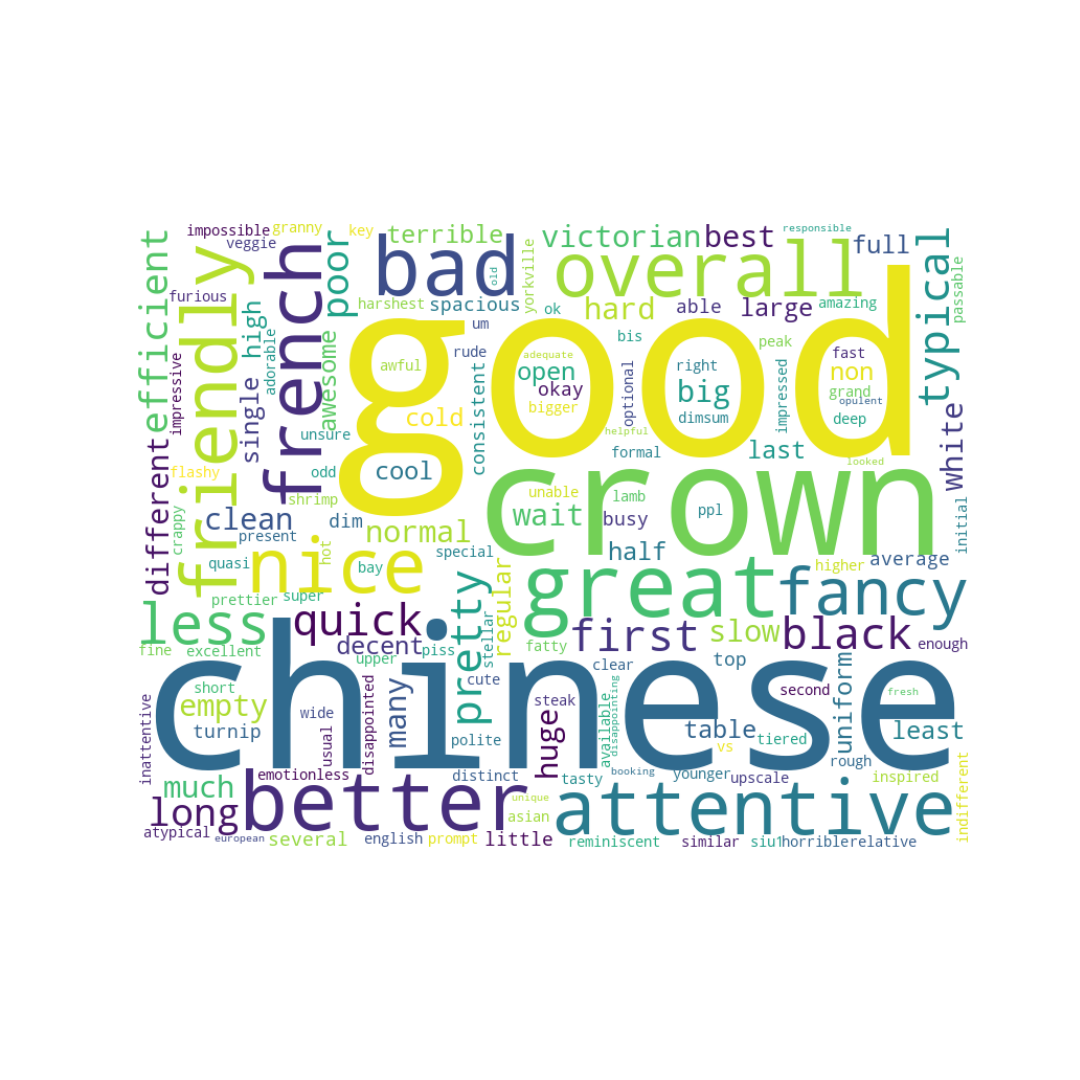 impossible granny key terrible victorian best responsible
veggie bad overall full
furious harshest spacious old hard able large amazing
friendly french poor good typical passable
efficient high adorable awesome yorkville
impressive single um ok bis peak
awful rude adequate right fast non
open okay big grand opulent
cold bigger optional dimsum impressed deep
different unsure consistent helpful white
flashy odd cool formal last looked
crown
crappy shrimp unable lamb ppl initial
clean dim normal wait busy
present special half
quasi hot bay nice great fancy higher average
prettier super regular
less quick pretty stellar first slow black enough
fine excellent decent upper piss fatty
chinese
clear top uniform
short cute steak available disappointing second fresh
inattentive empty wide usual disappointed many huge table least
turnip polite vs tiered rough
much emotionless distinct tasty booking younger upscale inspired
long better unique attentive indifferent
asian
atypical european several english prompt little reminiscent similar siu1 horrible relative